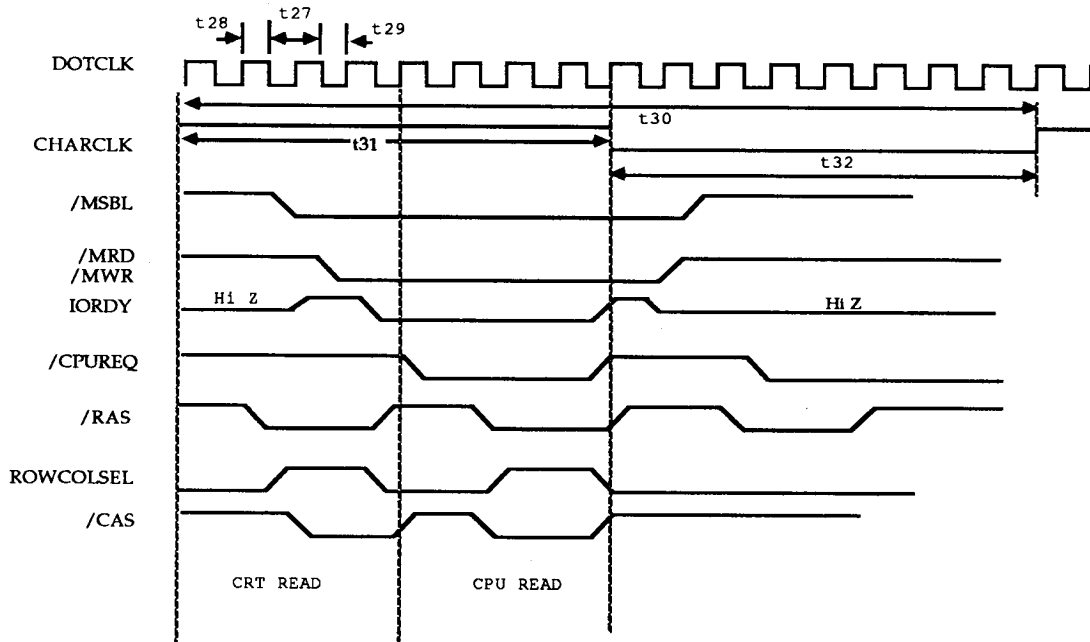 t28 t27 t29
DOTCLK
t30
CHARCLK t31
t32
/MSBL
/MRD
/MWR
IORDY Hi Z Hi Z
/CPUREQ
/RAS
ROWCOLSEL
/CAS
CRT READ CPU READ